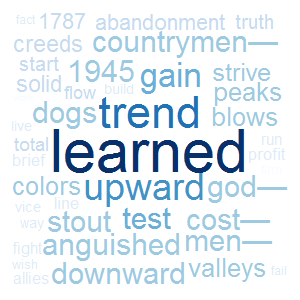 fact 1787 abandonment truth
creeds countrymen—
start 1945 gain strive
solid flow build peaks
dogs trend blows
live
total learned run
brief profit
term
colors upward god—
vice line
way stout test cost—
fight anguished men—
wish
allies downward valleys fail